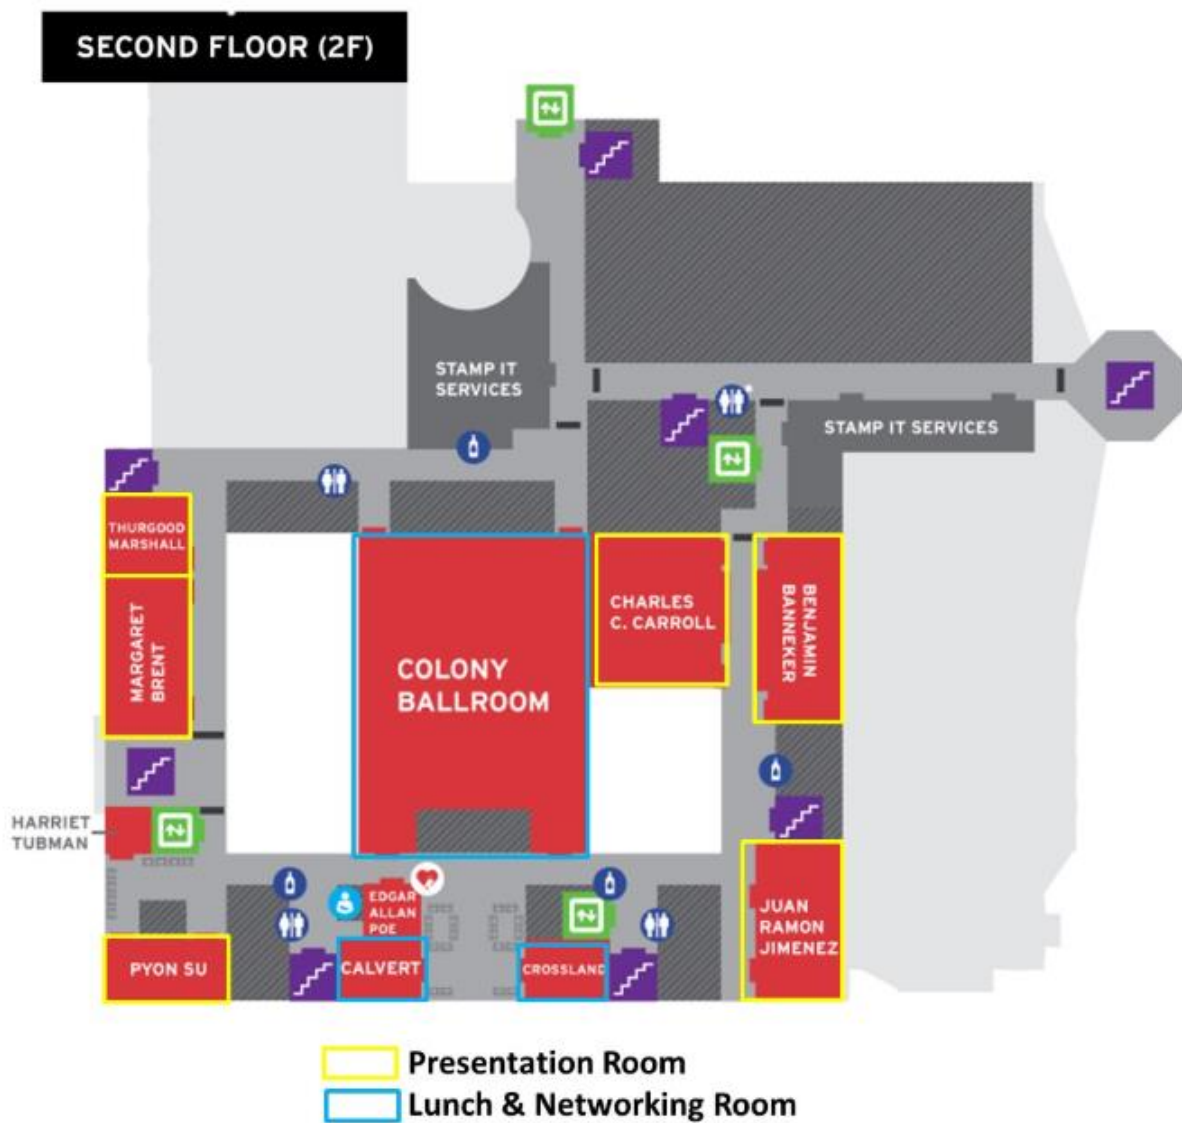 SECOND FLOOR (2F)
STAMP IT
SERVICES
STAMP IT SERVICES
THURGOOD
MARSHALL
MARGARET
BRENT
COLONY
BALLROOM
CHARLES
C. CARROLL
BENJAMIN
BANNEKER
HARRIET
TUBMAN
EDGAR
ALLAN
POE
JUAN
RAMON
JIMENEZ
PYON SU
CALVERT
CROSSLAND
Presentation Room
Lunch & Networking Room